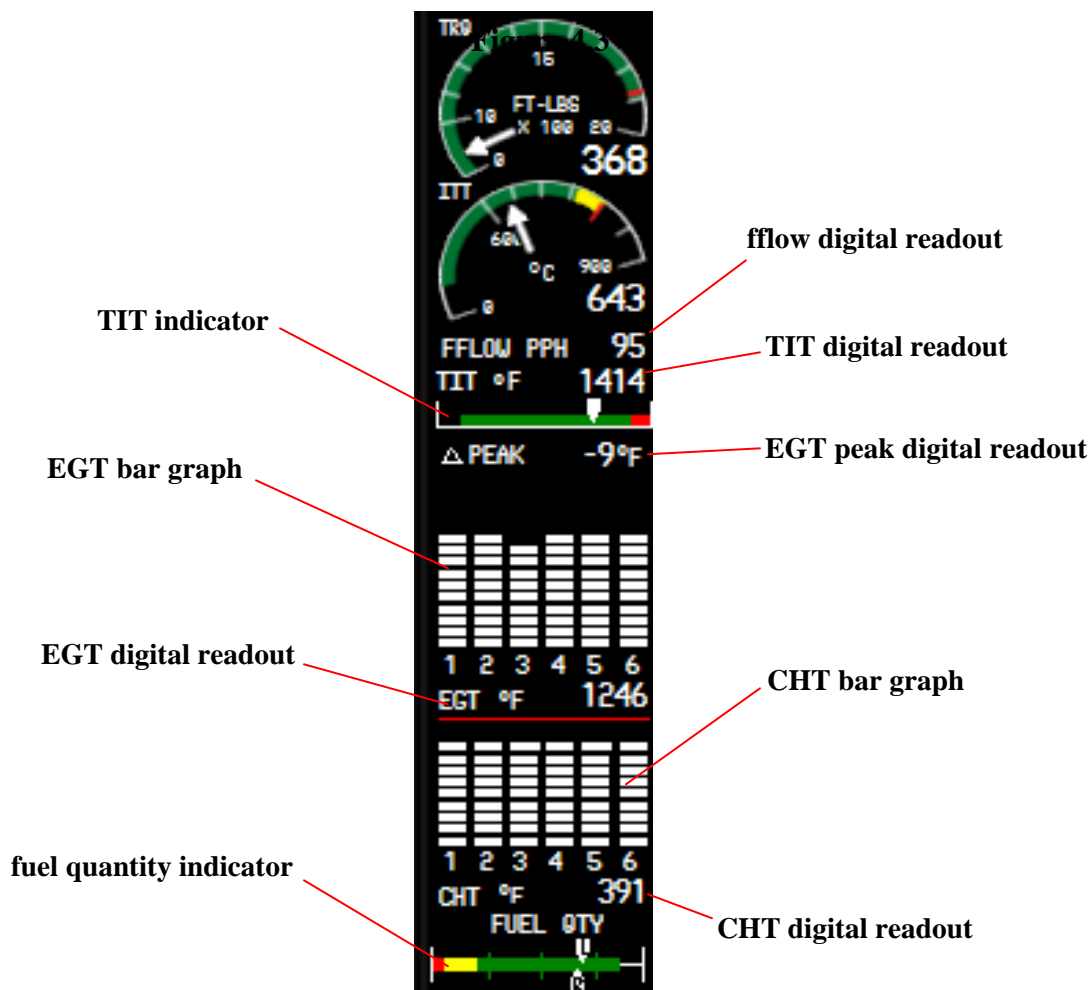 TRQ
Figure 4.3
15
10 FT-LBS
X 100 20
0
368
ITT
600
°C 900
643
0
fflow digital readout
TIT indicator
FFLOW PPH 95
TIT digital readout
TIT °F 1414
△ PEAK -9°F
EGT peak digital readout
EGT bar graph
EGT digital readout
1 2 3 4 5 6
EGT °F 1246
CHT bar graph
1 2 3 4 5 6
fuel quantity indicator
CHT °F 391
CHT digital readout
FUEL QTY